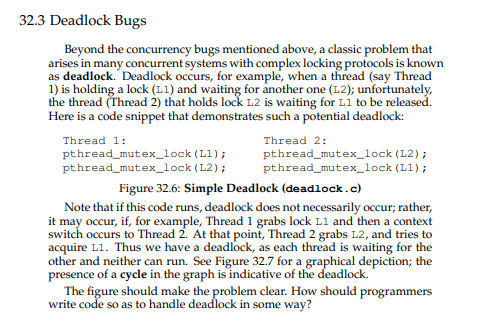 32.3 Deadlock Bugs
Beyond the concurrency bugs mentioned above, a classic problem that
arises in many concurrent systems with complex locking protocols is known
as deadlock. Deadlock occurs, for example, when a thread (say Thread
1) is holding a lock (L1) and waiting for another one (L2); unfortunately,
the thread (Thread 2) that holds lock L2 is waiting for L1 to be released.
Here is a code snippet that demonstrates such a potential deadlock:
Thread 1: Thread 2:
pthread_mutex_lock(L1); pthread_mutex_lock(L2);
pthread_mutex_lock(L2); pthread_mutex_lock(L1);
Figure 32.6: Simple Deadlock (deadlock.c)
Note that if this code runs, deadlock does not necessarily occur; rather,
it may occur, if, for example, Thread 1 grabs lock L1 and then a context
switch occurs to Thread 2. At that point, Thread 2 grabs L2, and tries to
acquire L1. Thus we have a deadlock, as each thread is waiting for the
other and neither can run. See Figure 32.7 for a graphical depiction; the
presence of a cycle in the graph is indicative of the deadlock.
The figure should make the problem clear. How should programmers
write code so as to handle deadlock in some way?